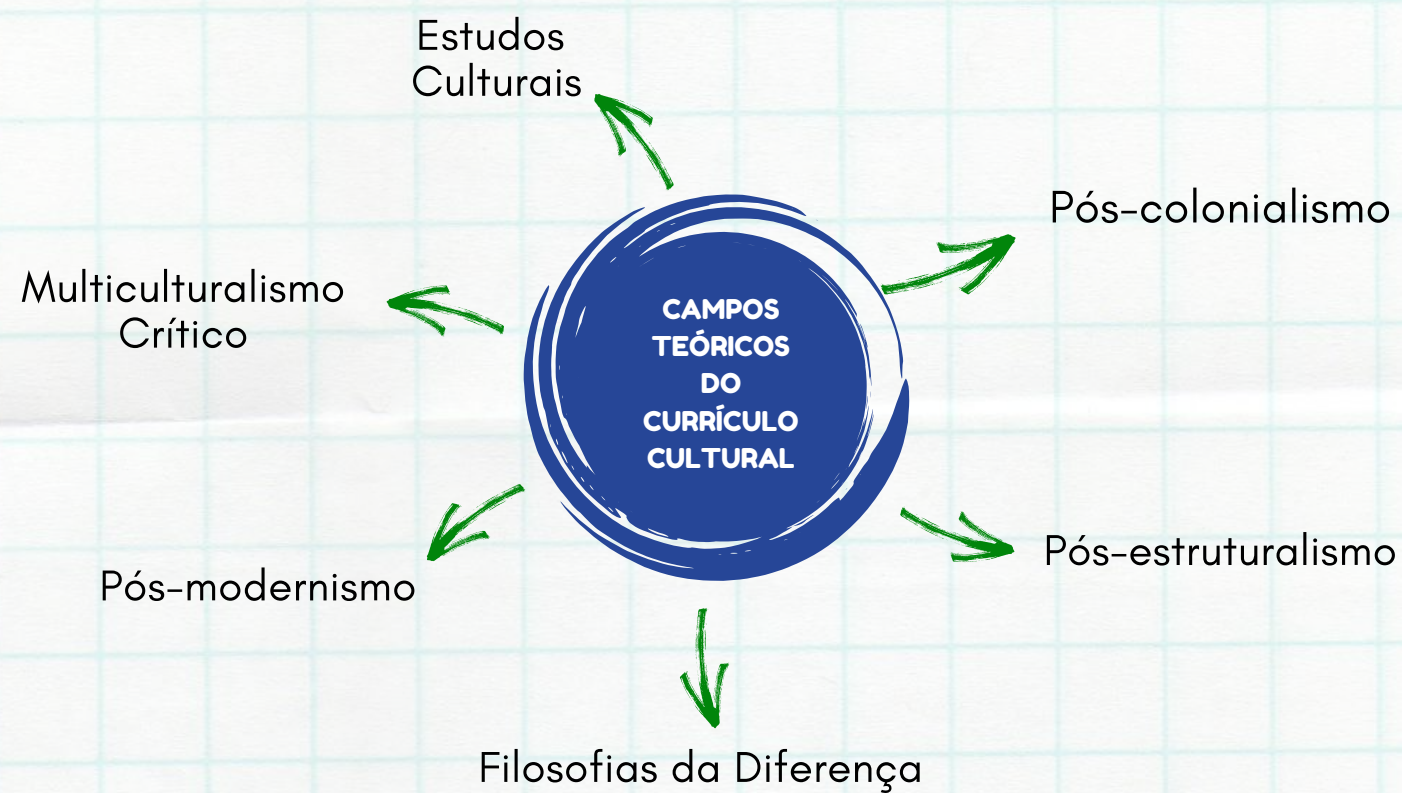 Estudos
Culturais
Pós-colonialismo
Multiculturalismo
Crítico
CAMPOS
TEÓRICOS
DO
CURRÍCULO
CULTURAL
Pós-estruturalismo
Pós-modernismo
Filosofias da Diferença